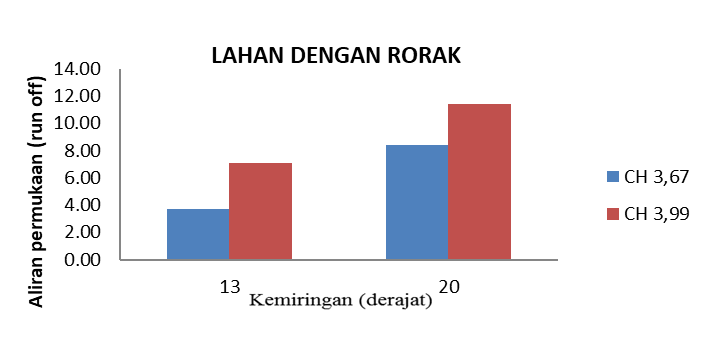 LAHAN DENGAN RORAK
Aliran permukaan (run off)
14.00
12.00
10.00
8.00
6.00
4.00
2.00
0.00
13
20
Kemiringan (derajat)
CH 3,67
CH 3,99